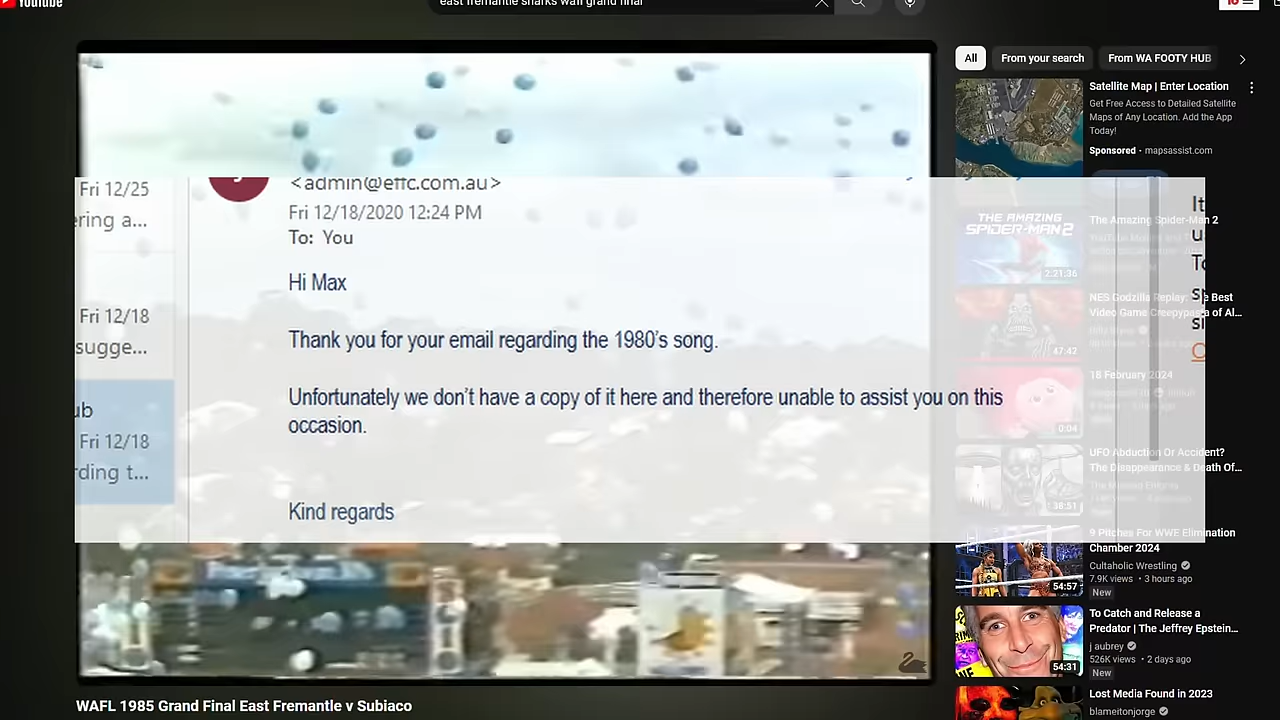 YouTube
east fremantle sharks wafl grand final
All
From your search
From WA FOOTY HUB
Satellite Map | Enter Location
Get Free Access to Detailed Satellite
Maps of Any Location. Add the App
Today!
Sponsored · mapsassist.com
Fri 12/25
ering a...
<admin@effc.com.au>
Fri 12/18/2020 12:24 PM
To: You
Hi Max
Fri 12/18
sugge...
Thank you for your email regarding the 1980's song.
ub
Fri 12/18
rding t...
Unfortunately we don't have a copy of it here and therefore unable to assist you on this
occasion.
Kind regards
It
THE AMAZING
SPIDER-MAN 2
2:21:36
The Amazing Spider-Man 2
47:42
NES Godzilla Replay: The Best
Video Game Creepypasta of Al...
0:04
18 February 2024
38:51
UFO Abduction Or Accident?
The Disappearance & Death Of...
54:57
9 Pitches For WWE Elimination
Chamber 2024
Cultaholic Wrestling
7.9K views · 3 hours ago
New
54:31
To Catch and Release a
Predator | The Jeffrey Epstein...
j aubrey
526K views · 2 days ago
New
Lost Media Found in 2023
blameitonjorge
WAFL 1985 Grand Final East Fremantle v Subiaco